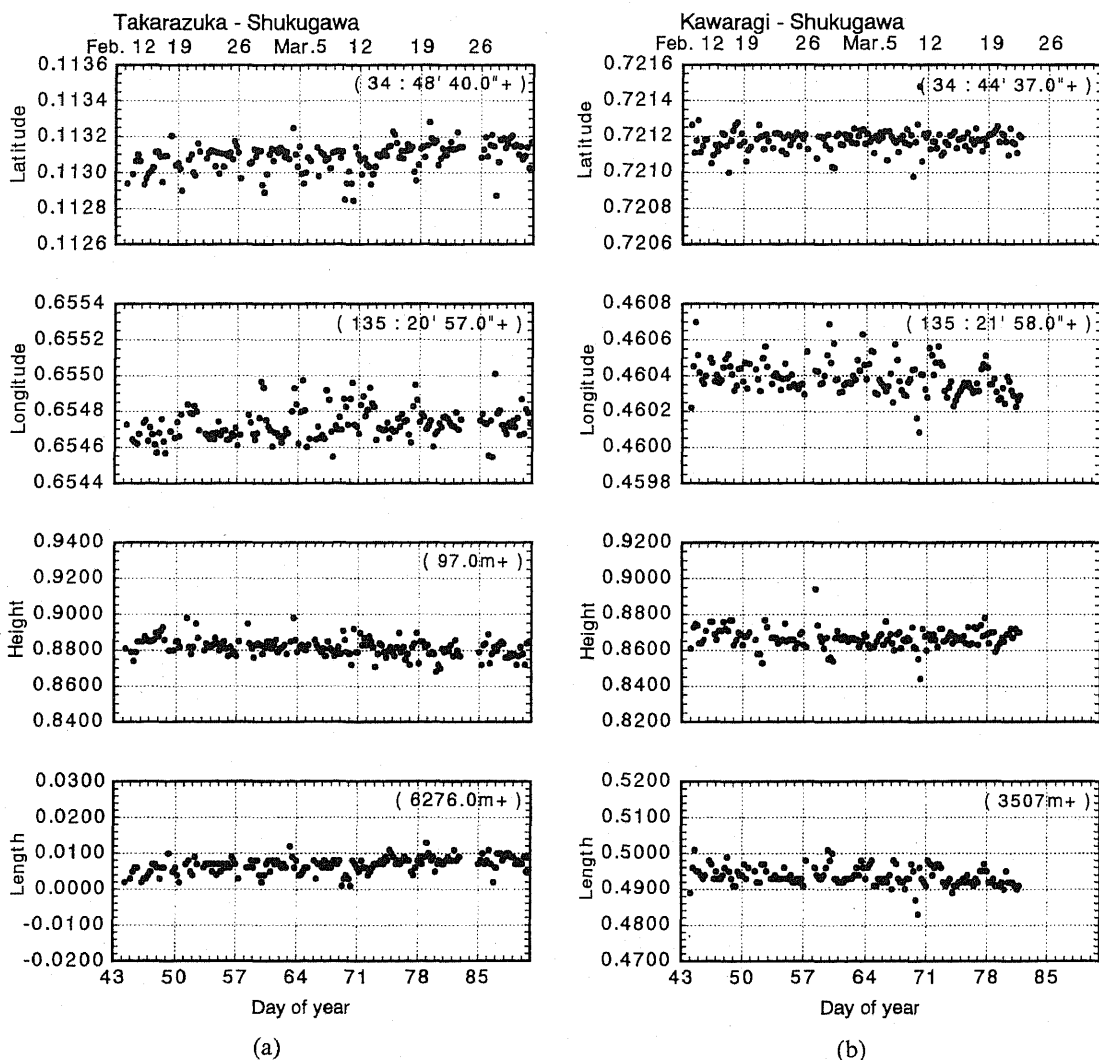 Takarazuka - Shukugawa
Feb. 12 19 26 Mar.5 12 19 26
0.1136
0.1134
0.1132
0.1130
0.1128
0.1126
Latitude
( 34 : 48' 40.0"+ )
0.6554
0.6552
0.6550
0.6548
0.6546
0.6544
Longitude
( 135 : 20' 57.0"+ )
0.9400
0.9200
0.9000
0.8800
0.8600
0.8400
Height
( 97.0m+ )
0.0300
0.0200
0.0100
0.0000
-0.0100
-0.0200
Length
( 6276.0m+ )
43 50 57 64 71 78 85
Day of year
(a)
Kawaragi - Shukugawa
Feb. 12 19 26 Mar.5 12 19 26
0.7216
0.7214
0.7212
0.7210
0.7208
0.7206
Latitude
( 34 : 44' 37.0"+ )
0.4608
0.4606
0.4604
0.4602
0.4600
0.4598
Longitude
( 135 : 21' 58.0"+ )
0.9200
0.9000
0.8800
0.8600
0.8400
0.8200
Height
( 97.0m+ )
0.5200
0.5100
0.5000
0.4900
0.4800
0.4700
Length
( 3507m+ )
43 50 57 64 71 78 85
Day of year
(b)